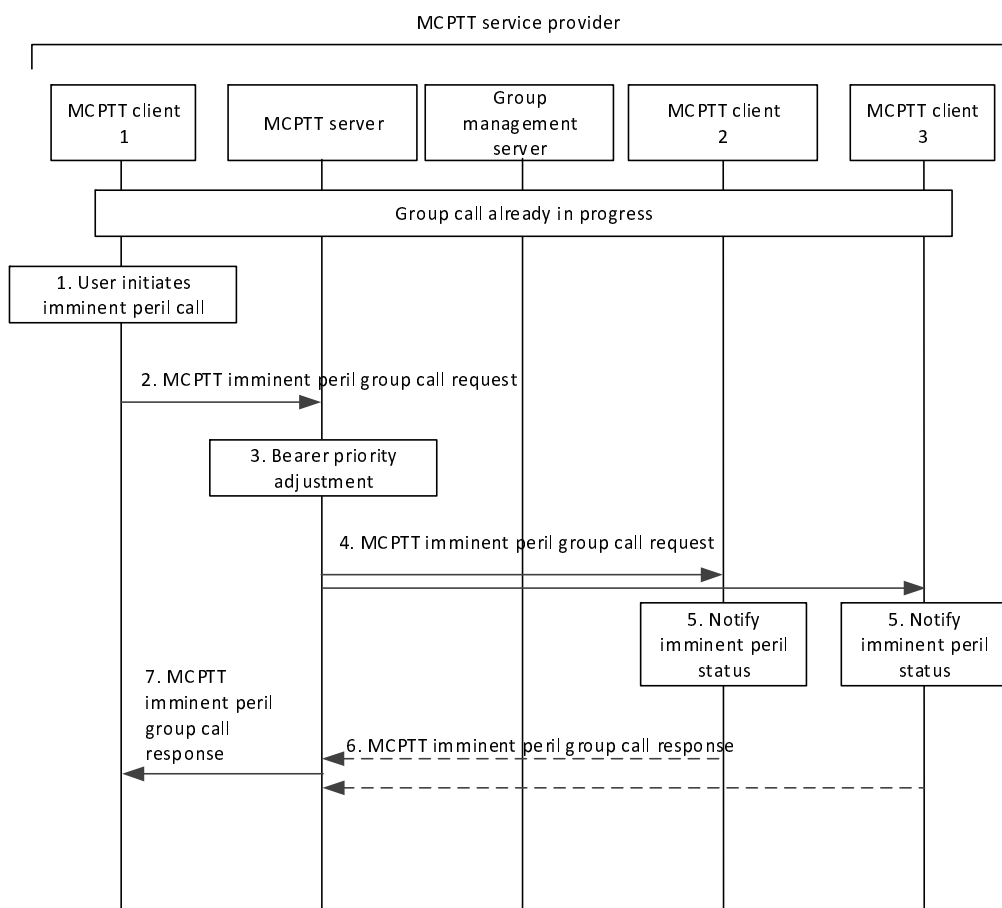 MCPTT service provider
MCPTT client
1
MCPTT server
Group
management
server
MCPTT client
2
MCPTT client
3
Group call already in progress
1. User initiates
imminent peril call
2. MCPTT imminent peril group call request
3. Bearer priority
adjustment
4. MCPTT imminent peril group call request
5. Notify
imminent peril
status
5. Notify
imminent peril
status
7. MCPTT
imminent peril
group call
response
6. MCPTT imminent peril group call response